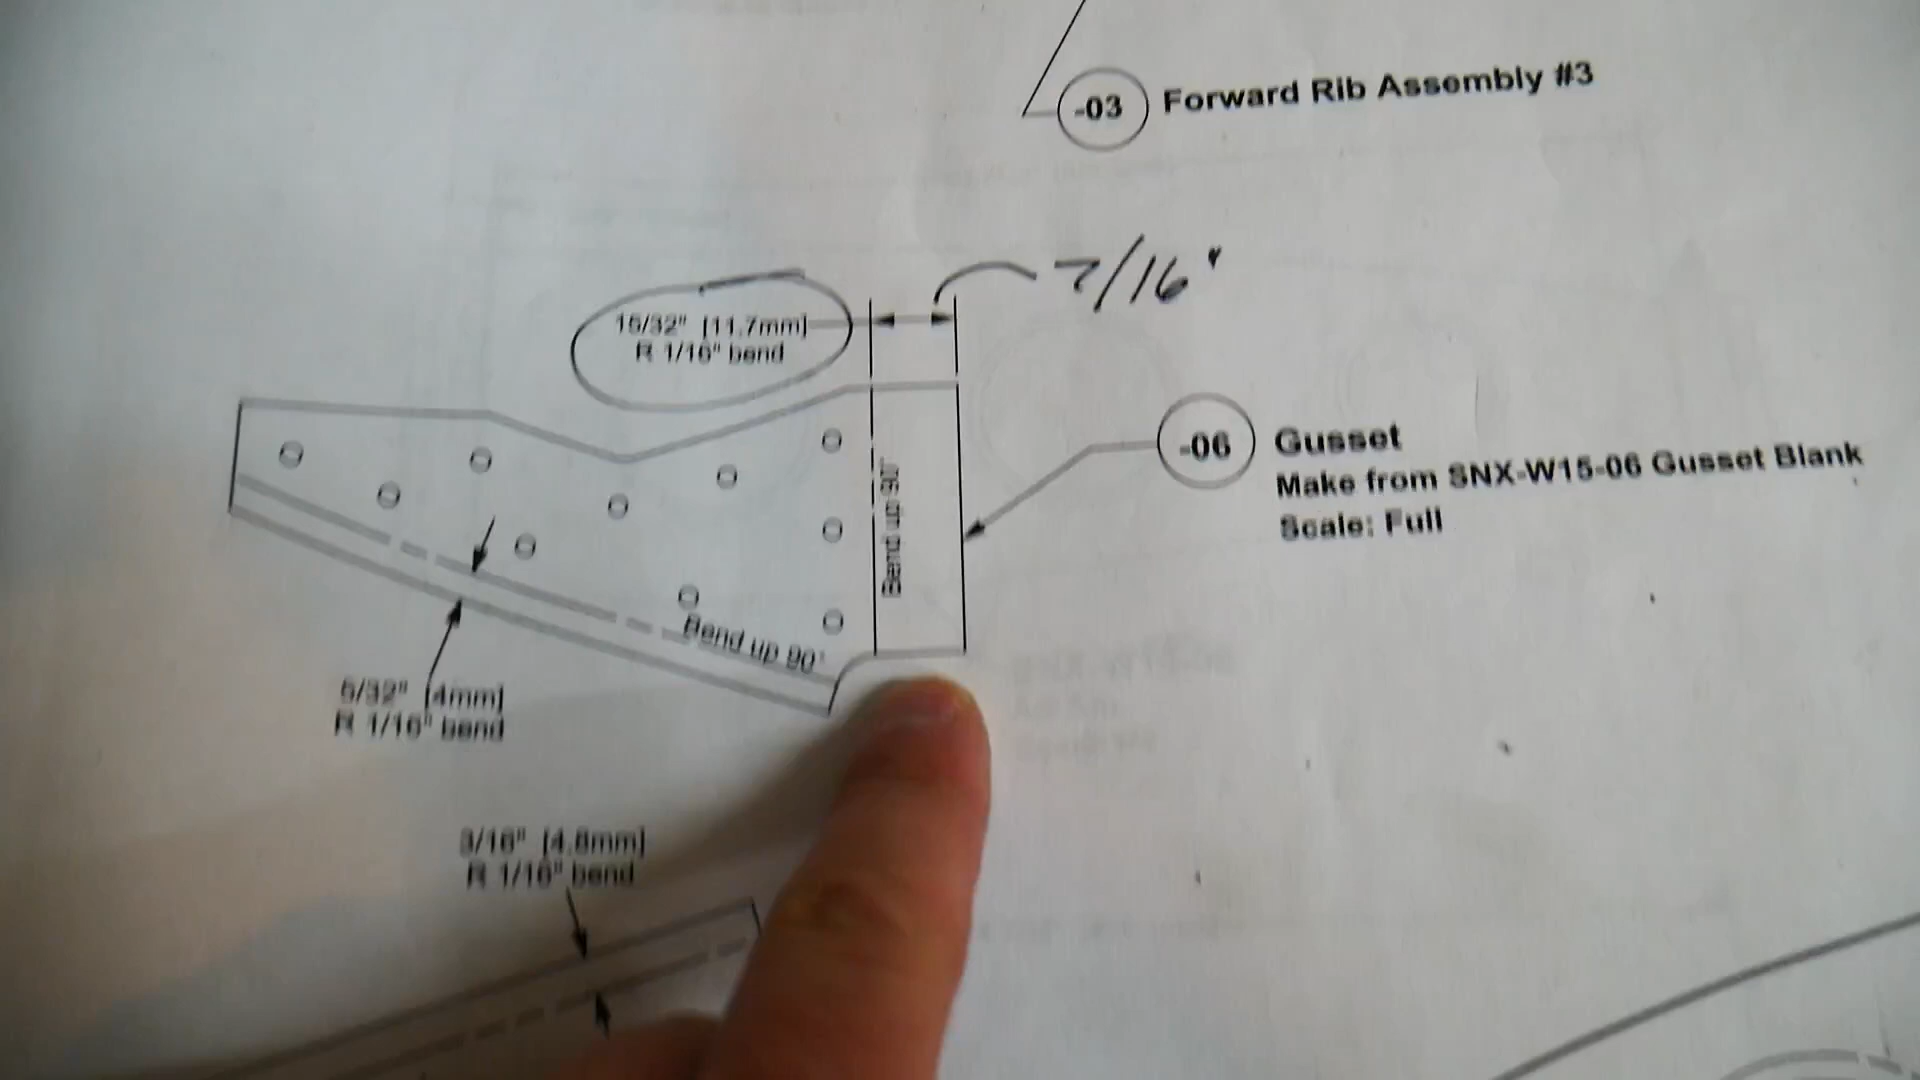 -03 Forward Rib Assembly #3
7/16"
15/32" [11.7mm]
R 1/16" bend
-06 Gusset
Make from SNX-W15-06 Gusset Blank
Scale: Full
Bend up 90°
Bend up 90°
5/32" [4mm]
R 1/16" bend
3/16" [4.8mm]
R 1/16" bend